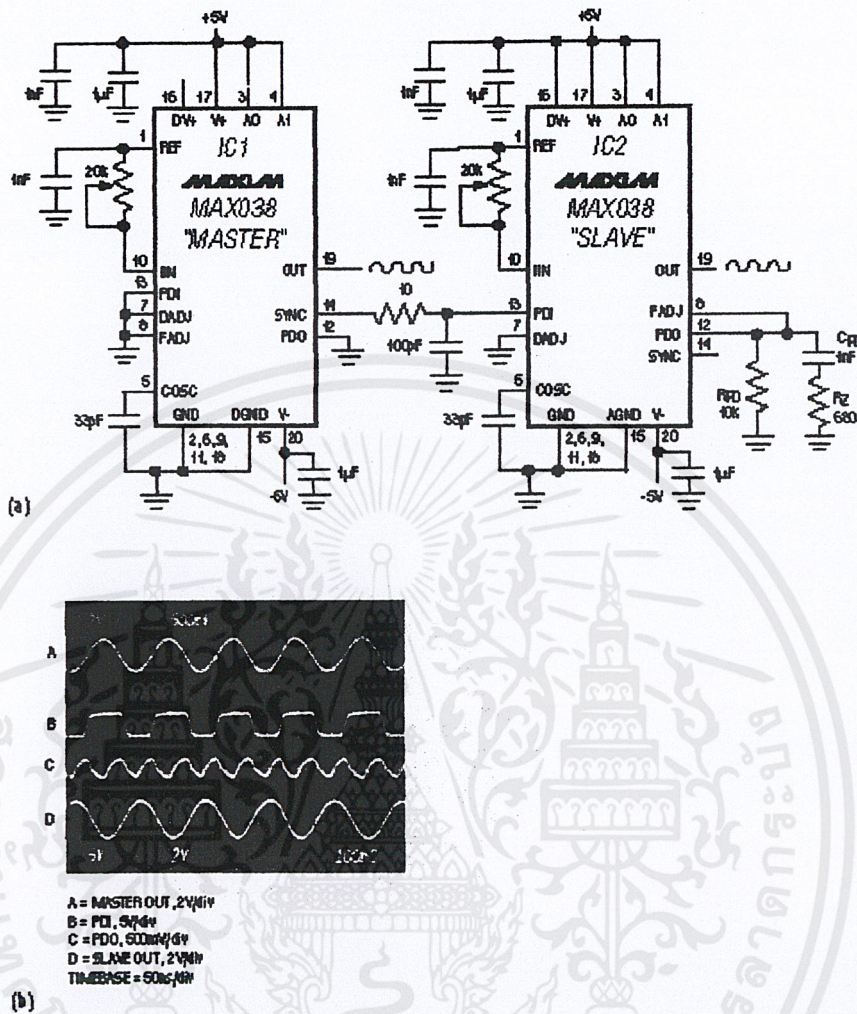 +5V
+5V
1nF
1µF
16 17 3 4
DV+ V+ A0 A1
1nF
1µF
16 17 3 4
DV+ V+ A0 A1
1 REF
IC1
MAXIM
MAX038
"MASTER"
20k
1nF
10 IIN
13 PDI
7 DADJ
8 FADJ
OUT 19
SYNC 14
PDO 12
10
100pF
5 COSC
33pF
GND DGND V-
2,6,9, 15 20
11, 18
1µF
-5V
1 REF
IC2
MAXIM
MAX038
"SLAVE"
20k
1nF
10 IIN
13 PDI
7 DADJ
OUT 19
FADJ 8
PDO 12
SYNC 14
RPD
10k
1nF
RZ
680
5 COSC
33pF
GND AGND V-
2,6,9, 15 20
11, 18
1µF
-5V
(a)
A
B
C
D
500mV
2V
A = MASTER OUT, 2V/div
B = PDI, 5V/div
C = PDO, 500mV/div
D = SLAVE OUT, 2V/div
TIMEBASE = 50ns/div
(b)